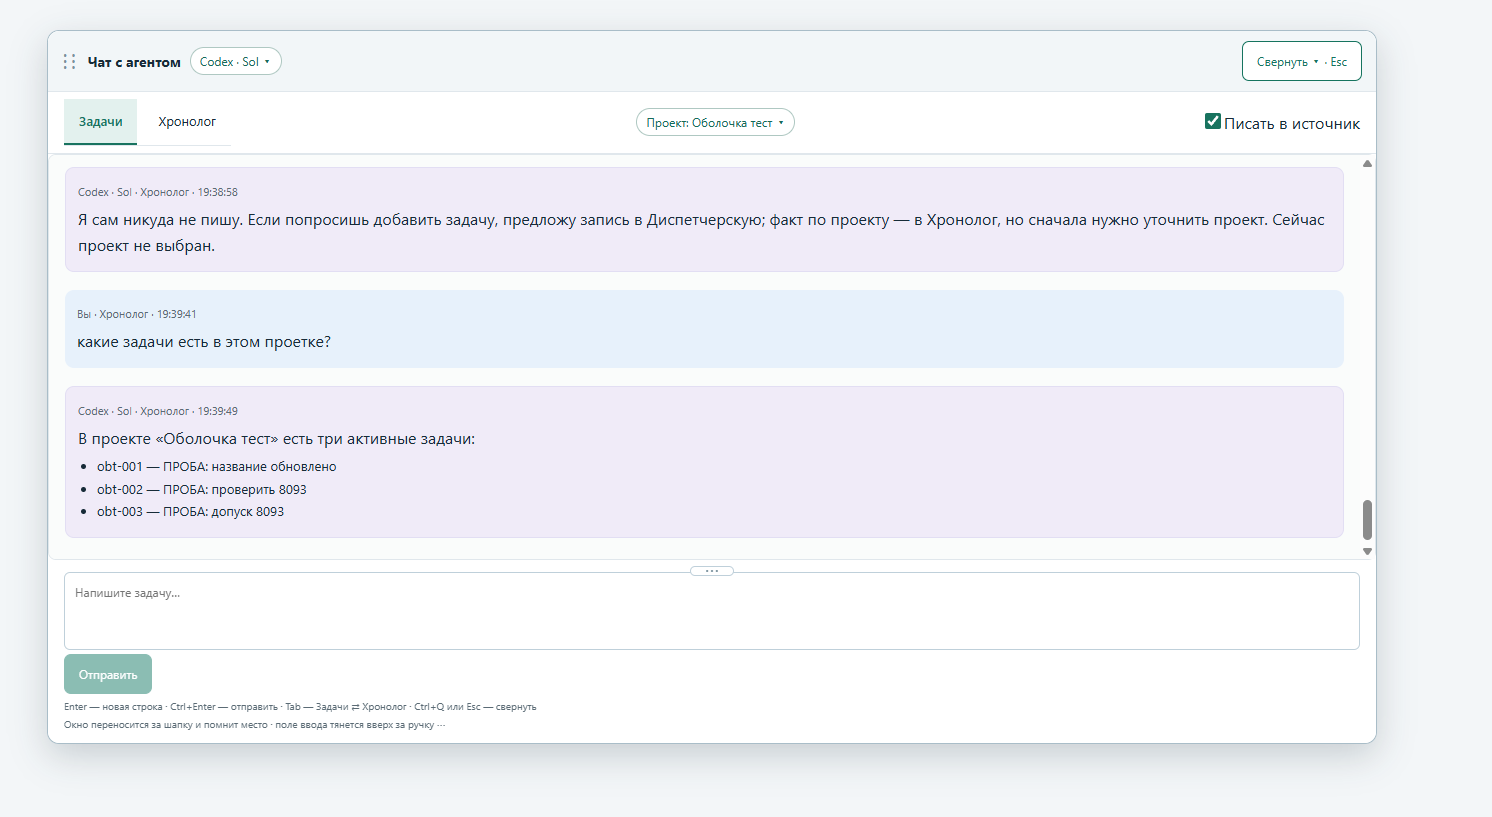 Чат с агентом
Codex · Sol ▾
Свернуть ▾ · Esc
Задачи
Хронолог
Проект: Оболочка тест ▾
Писать в источник
Codex · Sol · Хронолог · 19:38:58
Я сам никуда не пишу. Если попросишь добавить задачу, предложу запись в Диспетчерскую; факт по проекту — в Хронолог, но сначала нужно уточнить проект. Сейчас
проект не выбран.
Вы · Хронолог · 19:39:41
какие задачи есть в этом проетке?
Codex · Sol · Хронолог · 19:39:49
В проекте «Оболочка тест» есть три активные задачи:
• obt-001 — ПРОБА: название обновлено
• obt-002 — ПРОБА: проверить 8093
• obt-003 — ПРОБА: допуск 8093
Напишите задачу...
Отправить
Enter — новая строка · Ctrl+Enter — отправить · Tab — Задачи ⇄ Хронолог · Ctrl+Q или Esc — свернуть
Окно переносится за шапку и помнит место · поле ввода тянется вверх за ручку ···